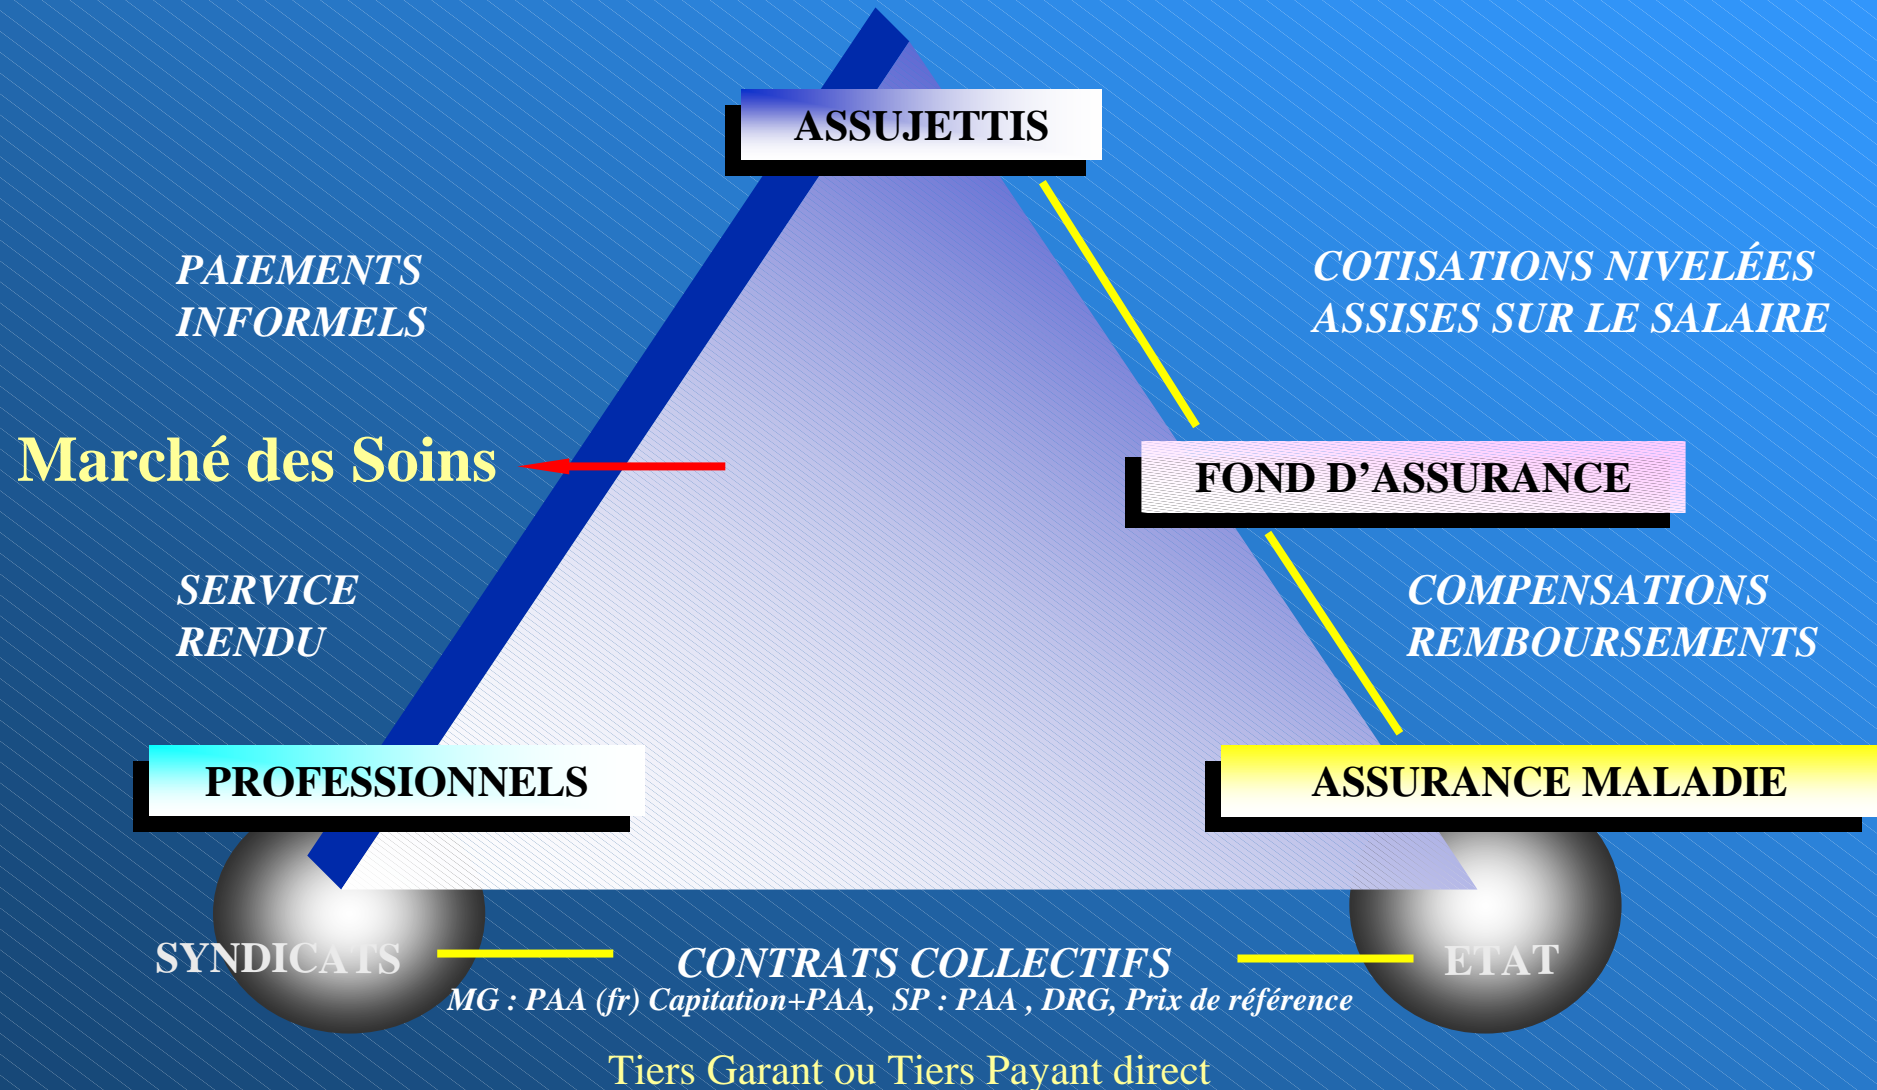 ASSUJETTIS
PAIEMENTS
INFORMELS
COTISATIONS NIVELÉES
ASSISES SUR LE SALAIRE
Marché des Soins
FOND D’ASSURANCE
SERVICE
RENDU
COMPENSATIONS
REMBOURSEMENTS
PROFESSIONNELS
ASSURANCE MALADIE
SYNDICATS
CONTRATS COLLECTIFS
ETAT
MG : PAA (fr) Capitation+PAA, SP : PAA , DRG, Prix de référence
Tiers Garant ou Tiers Payant direct